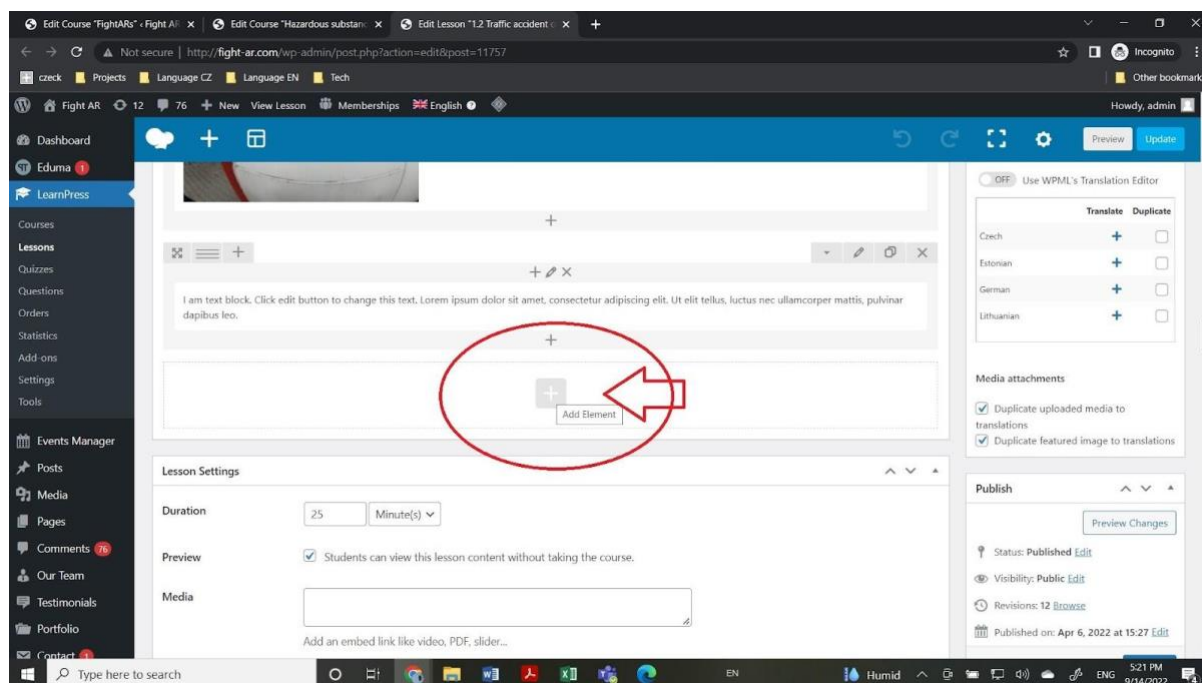 Edit Course "FightARs" ‹ Fight AR
Edit Course "Hazardous substanc
Edit Lesson "1.2 Traffic accident
Not secure | http://fight-ar.com/wp-admin/post.php?action=edit&post=11757
Incognito
czeck Projects Language CZ Language EN Tech
Other bookmark
Fight AR 12 76 New View Lesson Memberships English
Howdy, admin
Dashboard
Eduma 1
LearnPress
Courses
Lessons
Quizzes
Questions
Orders
Statistics
Add-ons
Settings
Tools
Events Manager
Posts
Media
Pages
Comments 76
Our Team
Testimonials
Portfolio
Contact 1
Preview Update
I am text block. Click edit button to change this text. Lorem ipsum dolor sit amet, consectetur adipiscing elit. Ut elit tellus, luctus nec ullamcorper mattis, pulvinar
dapibus leo.
Add Element
Lesson Settings
Duration 25 Minute(s)
Preview Students can view this lesson content without taking the course.
Media
Add an embed link like video, PDF, slider...
OFF Use WPML's Translation Editor
Translate Duplicate
Czech
Estonian
German
Lithuanian
Media attachments
Duplicate uploaded media to
translations
Duplicate featured image to translations
Publish
Preview Changes
Status: Published Edit
Visibility: Public Edit
Revisions: 12 Browse
Published on: Apr 6, 2022 at 15:27 Edit
Type here to search
EN
Humid
ENG
5:21 PM
9/14/2022